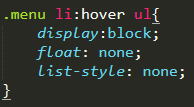 .menu li:hover ul{
    display:block;
    float: none;
    list-style: none;
}